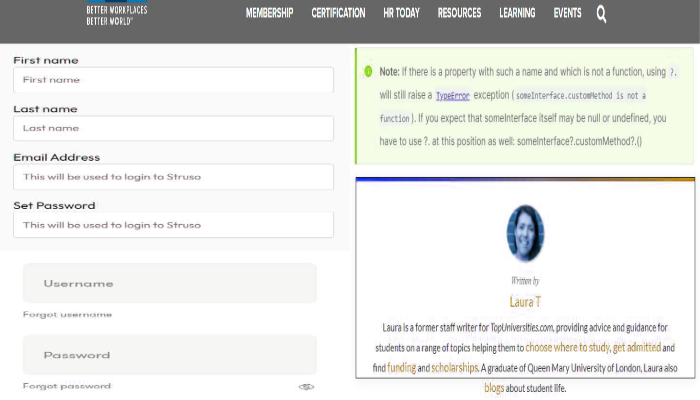 BETTER WORKPLACES
BETTER WORLD™
MEMBERSHIP CERTIFICATION HR TODAY RESOURCES LEARNING EVENTS
First name
First name
Last name
Last name
Email Address
This will be used to login to Struso
Set Password
This will be used to login to Struso
Username
Forgot username
Password
Forgot password
Note: If there is a property with such a name and which is not a function, using ?.
will still raise a TypeError exception (someInterface.customMethod is not a
function). If you expect that someInterface itself may be null or undefined, you
have to use ?. at this position as well: someInterface?.customMethod?.()
Written by
Laura T
Laura is a former staff writer for TopUniversities.com, providing advice and guidance for
students on a range of topics helping them to choose where to study, get admitted and
find funding and scholarships. A graduate of Queen Mary University of London, Laura also
blogs about student life.